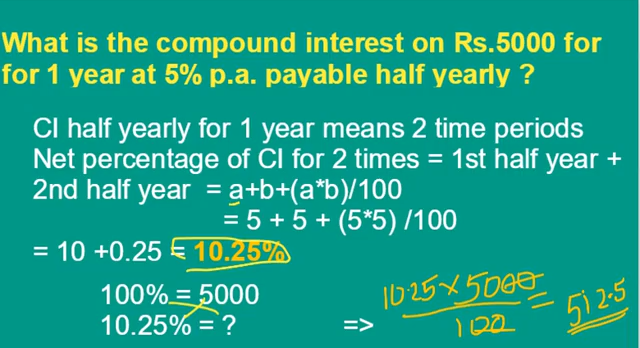 What is the compound interest on Rs.5000 for
for 1 year at 5% p.a. payable half yearly ?
CI half yearly for 1 year means 2 time periods
Net percentage of CI for 2 times = 1st half year +
2nd half year = a+b+(a*b)/100
= 5 + 5 + (5*5) /100
= 10 +0.25 = 10.25%
100% = 5000
10.25% = ? =>
10.25 x 5000
100
= 512.5